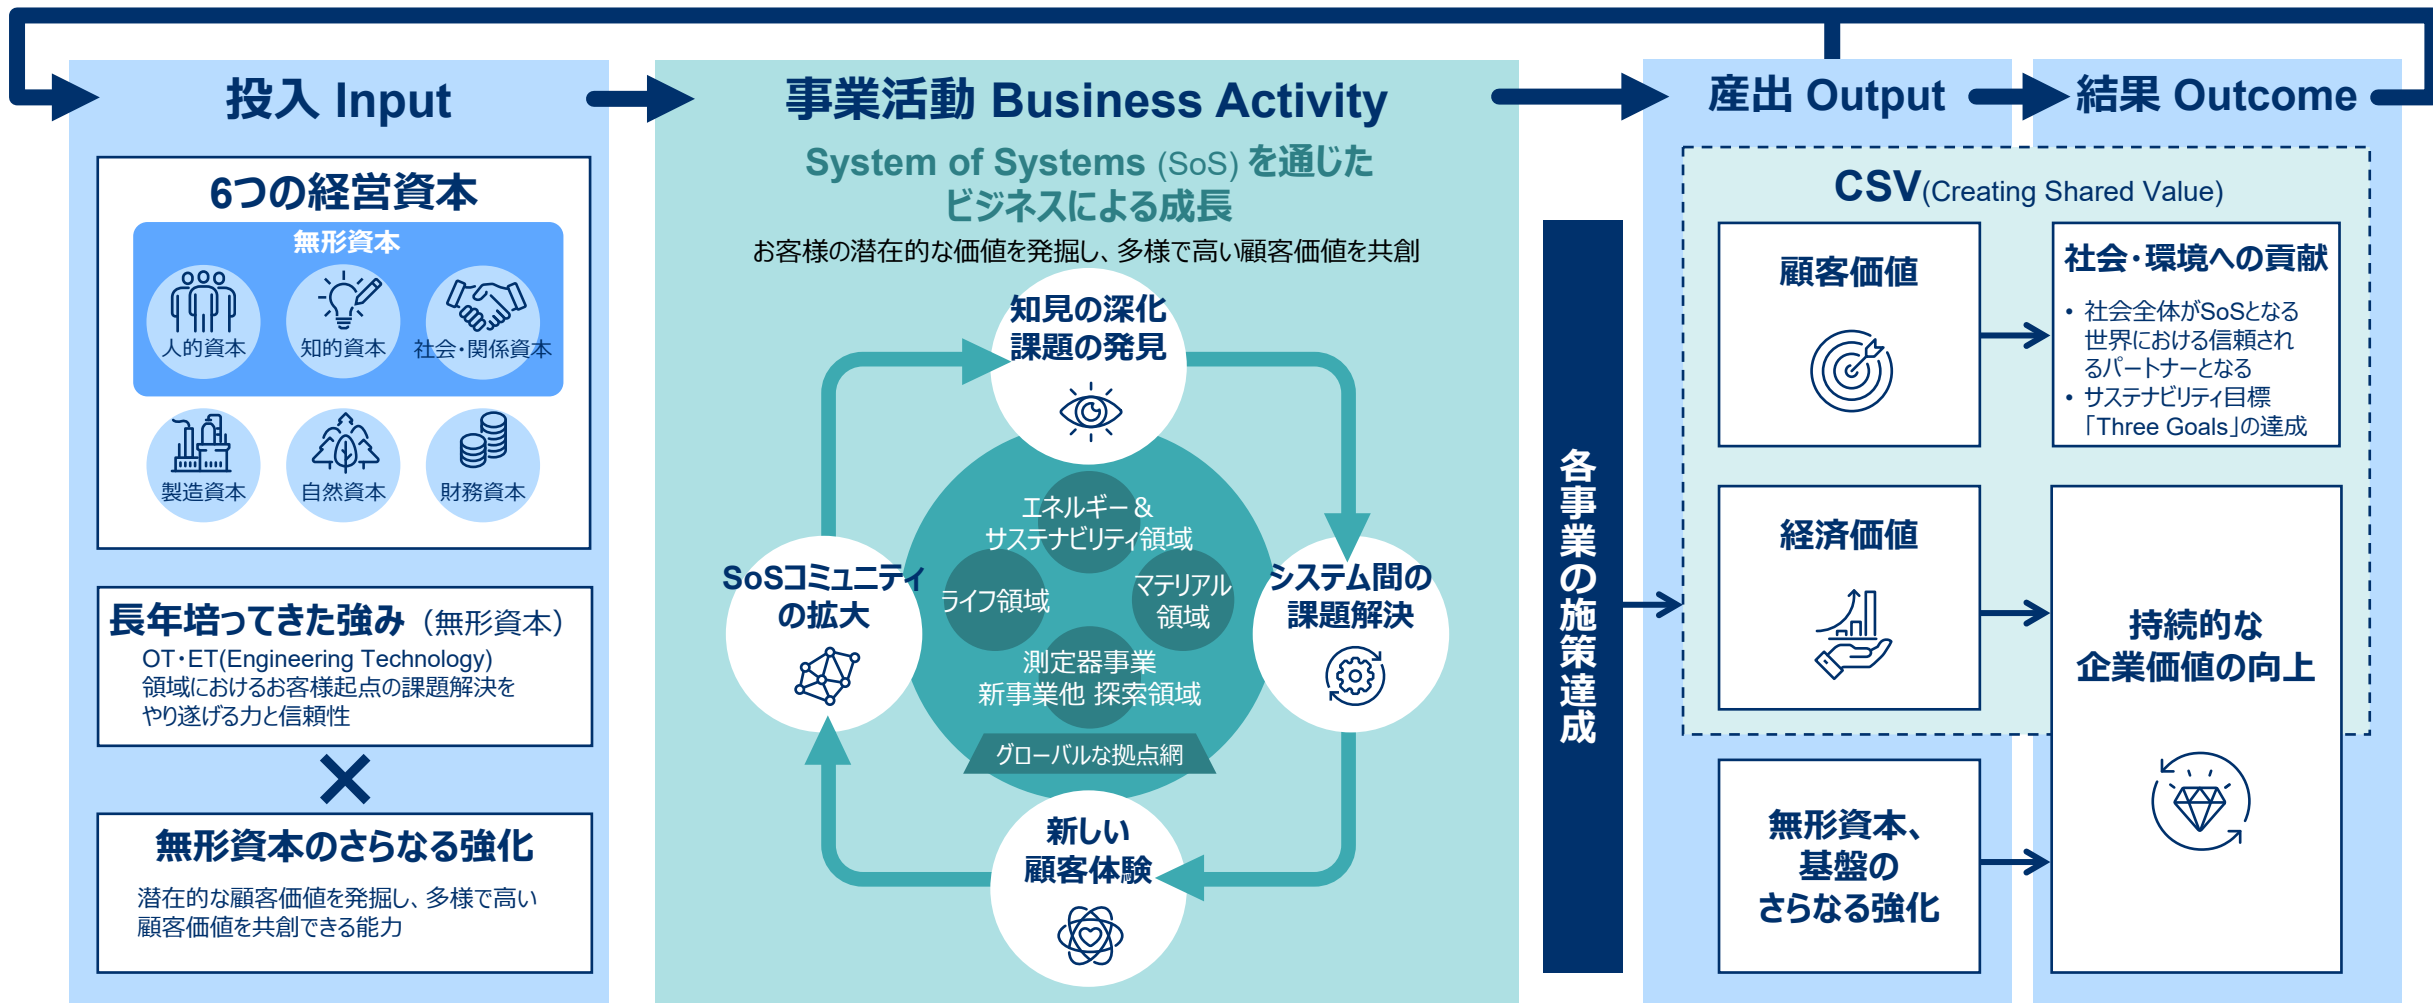 投入 Input
6つの経営資本
無形資本
人的資本
知的資本
社会・関係資本
製造資本
自然資本
財務資本
長年培ってきた強み（無形資本）
OT・ET(Engineering Technology)
領域におけるお客様起点の課題解決を
やり遂げる力と信頼性
×
無形資本のさらなる強化
潜在的な顧客価値を発掘し、多様で高い
顧客価値を共創できる能力
事業活動 Business Activity
System of Systems (SoS) を通じた
ビジネスによる成長
お客様の潜在的な価値を発掘し、多様で高い顧客価値を共創
知見の深化
課題の発見
システム間の
課題解決
新しい
顧客体験
SoSコミュニティ
の拡大
エネルギー &
サステナビリティ領域
ライフ領域
マテリアル
領域
測定器事業
新事業他 探索領域
グローバルな拠点網
各事業の施策達成
産出 Output
結果 Outcome
CSV(Creating Shared Value)
顧客価値
社会・環境への貢献
• 社会全体がSoSとなる
世界における信頼され
るパートナーとなる
• サステナビリティ目標
「Three Goals」の達成
経済価値
持続的な
企業価値の向上
無形資本、
基盤の
さらなる強化